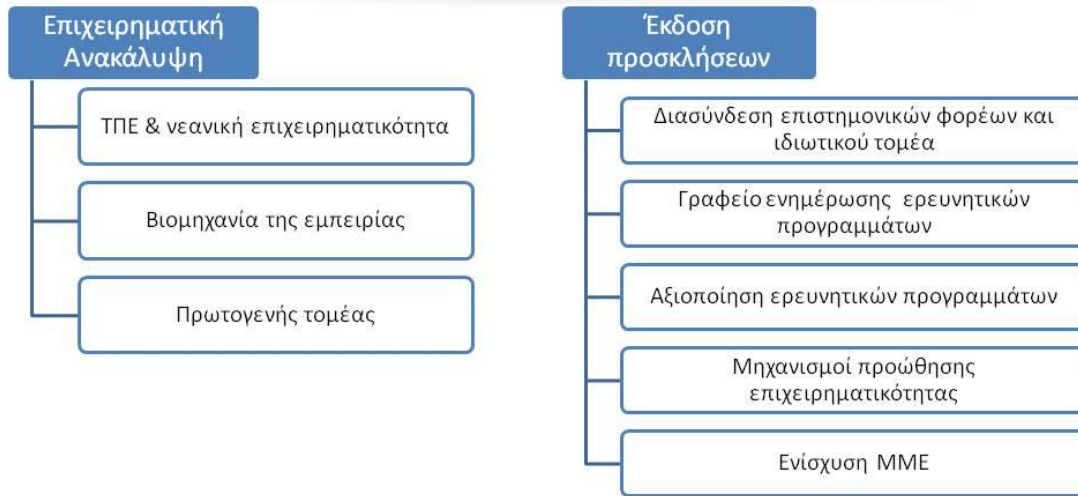 Επιχειρηματική
Ανακάλυψη
ΤΠΕ & νεανική επιχειρηματικότητα
Βιομηχανία της εμπειρίας
Πρωτογενής τομέας
Έκδοση
προσκλήσεων
Διασύνδεση επιστημονικών φορέων και
ιδιωτικού τομέα
Γραφείο ενημέρωσης ερευνητικών
προγραμμάτων
Αξιοποίηση ερευνητικών προγραμμάτων
Μηχανισμοί προώθησης
επιχειρηματικότητας
Ενίσχυση ΜΜΕ